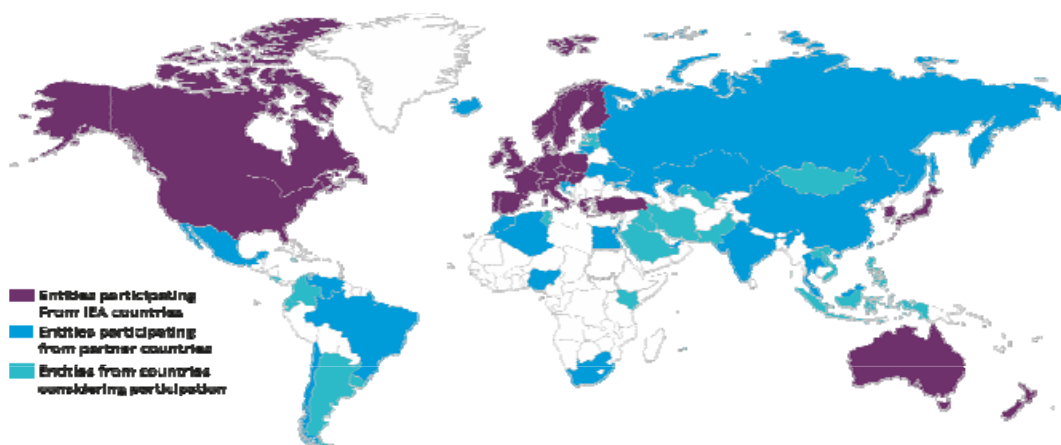 Entities participating
From IEA countries
Entities participating
from partner countries
Entities from countries
considering participation